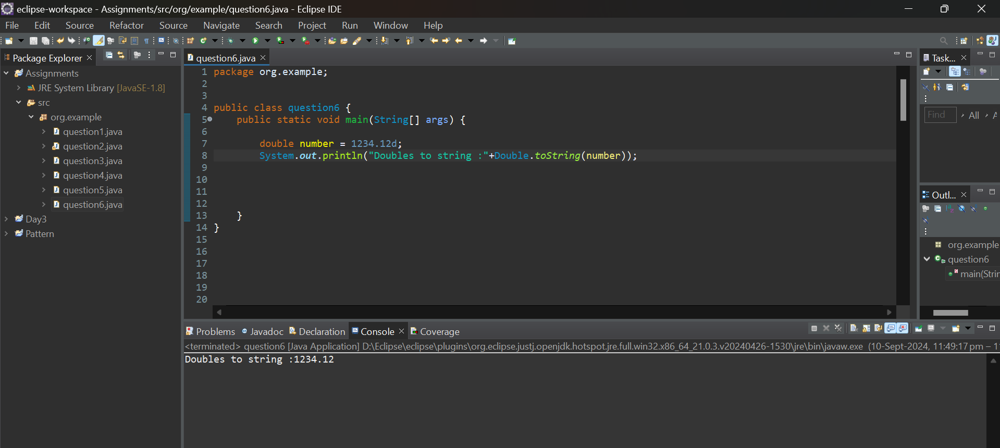 eclipse-workspace - Assignments/src/org/example/question6.java - Eclipse IDE
File Edit Source Refactor Source Navigate Search Project Run Window Help
Package Explorer
Assignments
JRE System Library [JavaSE-1.8]
src
org.example
question1.java
question2.java
question3.java
question4.java
question5.java
question6.java
Day3
Pattern
question6.java
1 package org.example;
2
3
4 public class question6 {
5 public static void main(String[] args) {
6
7 double number = 1234.12d;
8 System.out.println("Doubles to string :"+Double.toString(number));
9
10
11
12
13 }
14 }
15
16
17
18
19
20
Task...
Find All A
Outl...
org.example
question6
main(Strin
Problems @ Javadoc Declaration Console Coverage
<terminated> question6 [Java Application] D:\Eclipse\eclipse\plugins\org.eclipse.justj.openjdk.hotspot.jre.full.win32.x86_64_21.0.3.v20240426-1530\jre\bin\javaw.exe (10-Sept-2024, 11:49:17 pm – 1
Doubles to string :1234.12